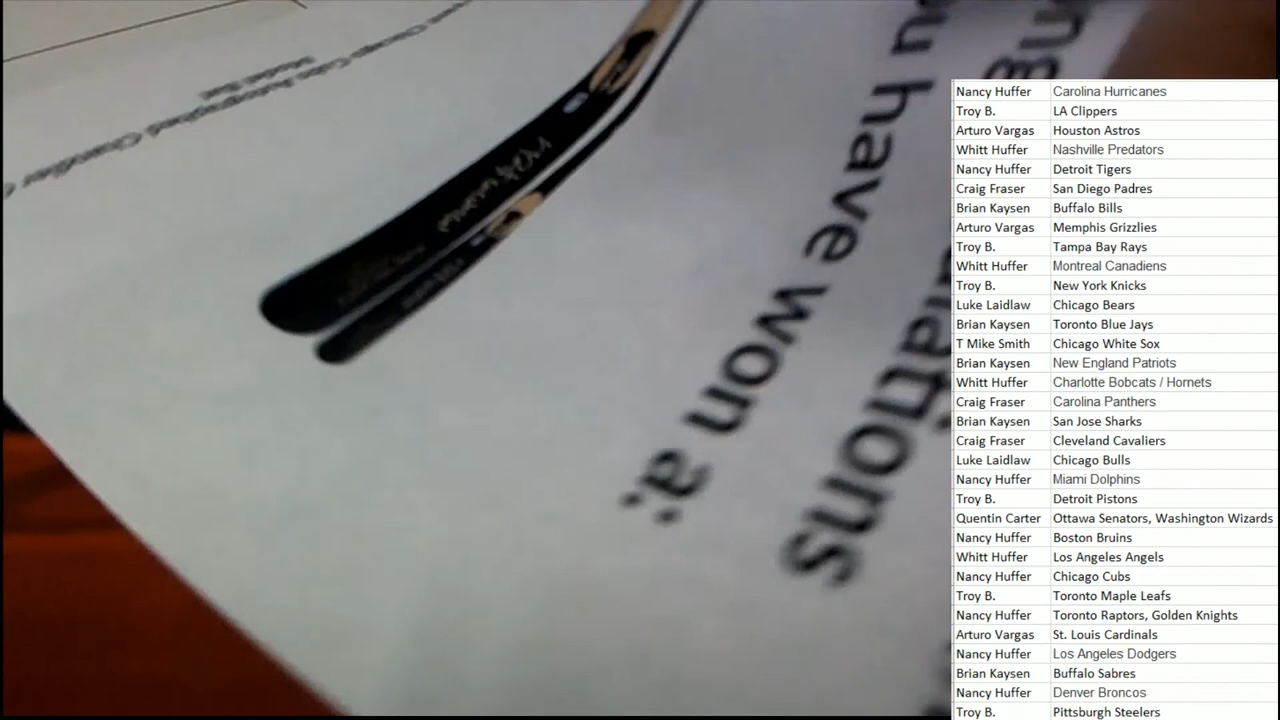 Chicago Cubs Autographed
have won a:
Nancy Huffer Carolina Hurricanes
Troy B. LA Clippers
Arturo Vargas Houston Astros
Whitt Huffer Nashville Predators
Nancy Huffer Detroit Tigers
Craig Fraser San Diego Padres
Brian Kaysen Buffalo Bills
Arturo Vargas Memphis Grizzlies
Troy B. Tampa Bay Rays
Whitt Huffer Montreal Canadiens
Troy B. New York Knicks
Luke Laidlaw Chicago Bears
Brian Kaysen Toronto Blue Jays
T Mike Smith Chicago White Sox
Brian Kaysen New England Patriots
Whitt Huffer Charlotte Bobcats / Hornets
Craig Fraser Carolina Panthers
Brian Kaysen San Jose Sharks
Craig Fraser Cleveland Cavaliers
Luke Laidlaw Chicago Bulls
Nancy Huffer Miami Dolphins
Troy B. Detroit Pistons
Quentin Carter Ottawa Senators, Washington Wizards
Nancy Huffer Boston Bruins
Whitt Huffer Los Angeles Angels
Nancy Huffer Chicago Cubs
Troy B. Toronto Maple Leafs
Nancy Huffer Toronto Raptors, Golden Knights
Arturo Vargas St. Louis Cardinals
Nancy Huffer Los Angeles Dodgers
Brian Kaysen Buffalo Sabres
Nancy Huffer Denver Broncos
Troy B. Pittsburgh Steelers